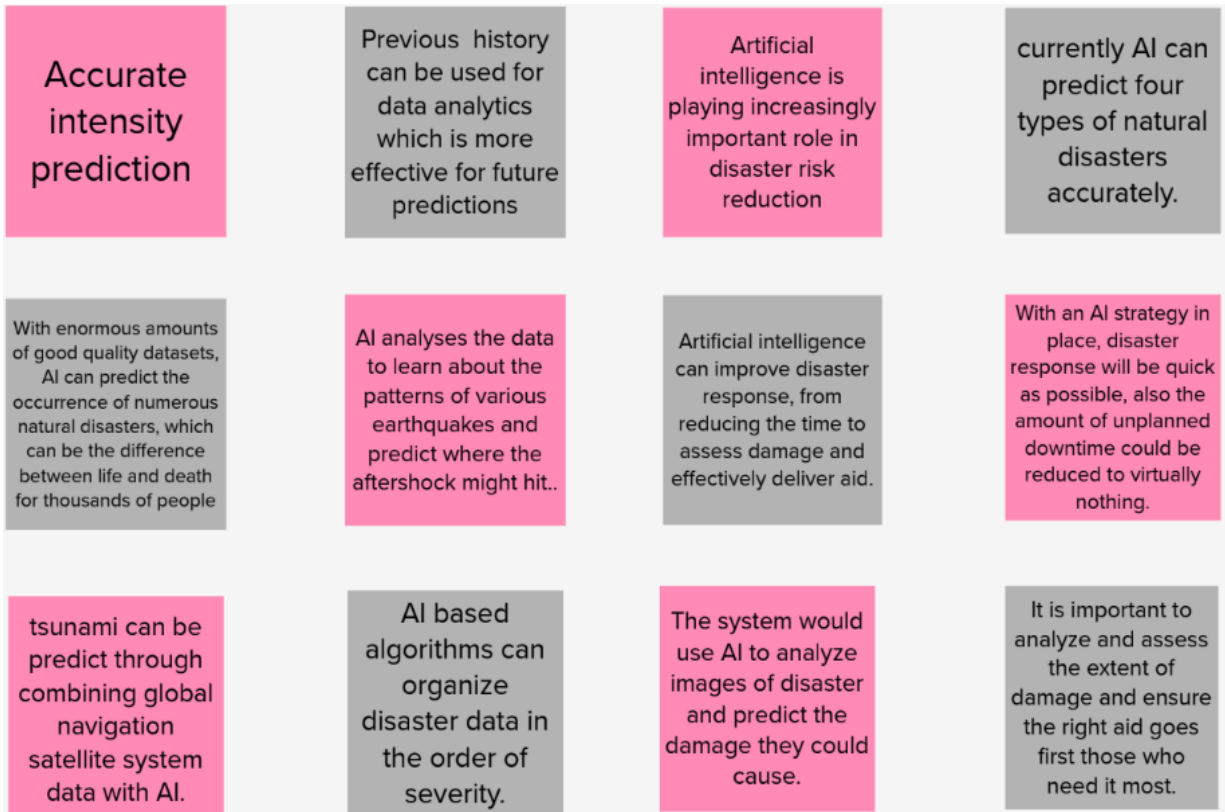 Accurate
intensity
prediction
Previous history
can be used for
data analytics
which is more
effective for future
predictions
Artificial
intelligence is
playing increasingly
important role in
disaster risk
reduction
currently AI can
predict four
types of natural
disasters
accurately.
With enormous amounts
of good quality datasets,
AI can predict the
occurrence of numerous
natural disasters, which
can be the difference
between life and death
for thousands of people
AI analyses the data
to learn about the
patterns of various
earthquakes and
predict where the
aftershock might hit..
Artificial intelligence
can improve disaster
response, from
reducing the time to
assess damage and
effectively deliver aid.
With an AI strategy in
place, disaster
response will be quick
as possible, also the
amount of unplanned
downtime could be
reduced to virtually
nothing.
tsunami can be
predict through
combining global
navigation
satellite system
data with AI.
AI based
algorithms can
organize
disaster data in
the order of
severity.
The system would
use AI to analyze
images of disaster
and predict the
damage they could
cause.
It is important to
analyze and assess
the extent of
damage and ensure
the right aid goes
first those who
need it most.